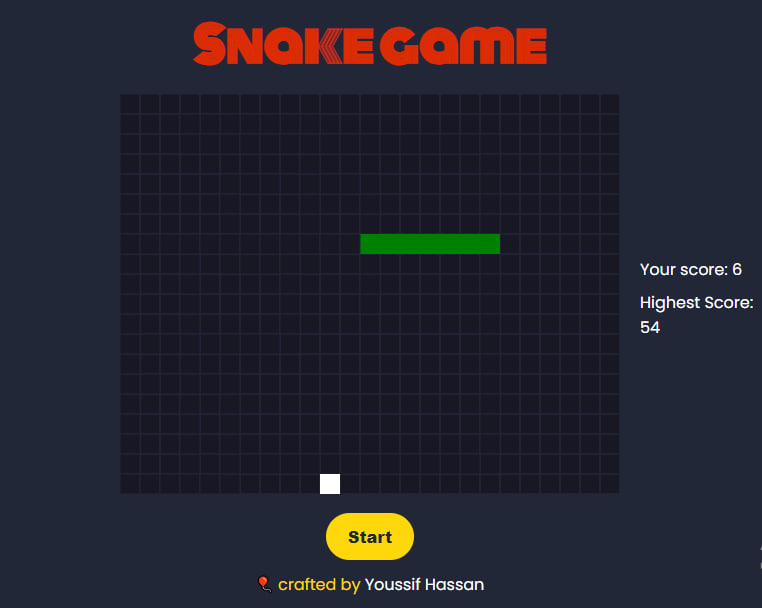 SNAKE GAME
Your score: 6
Highest Score:
54
Start
crafted by Youssif Hassan